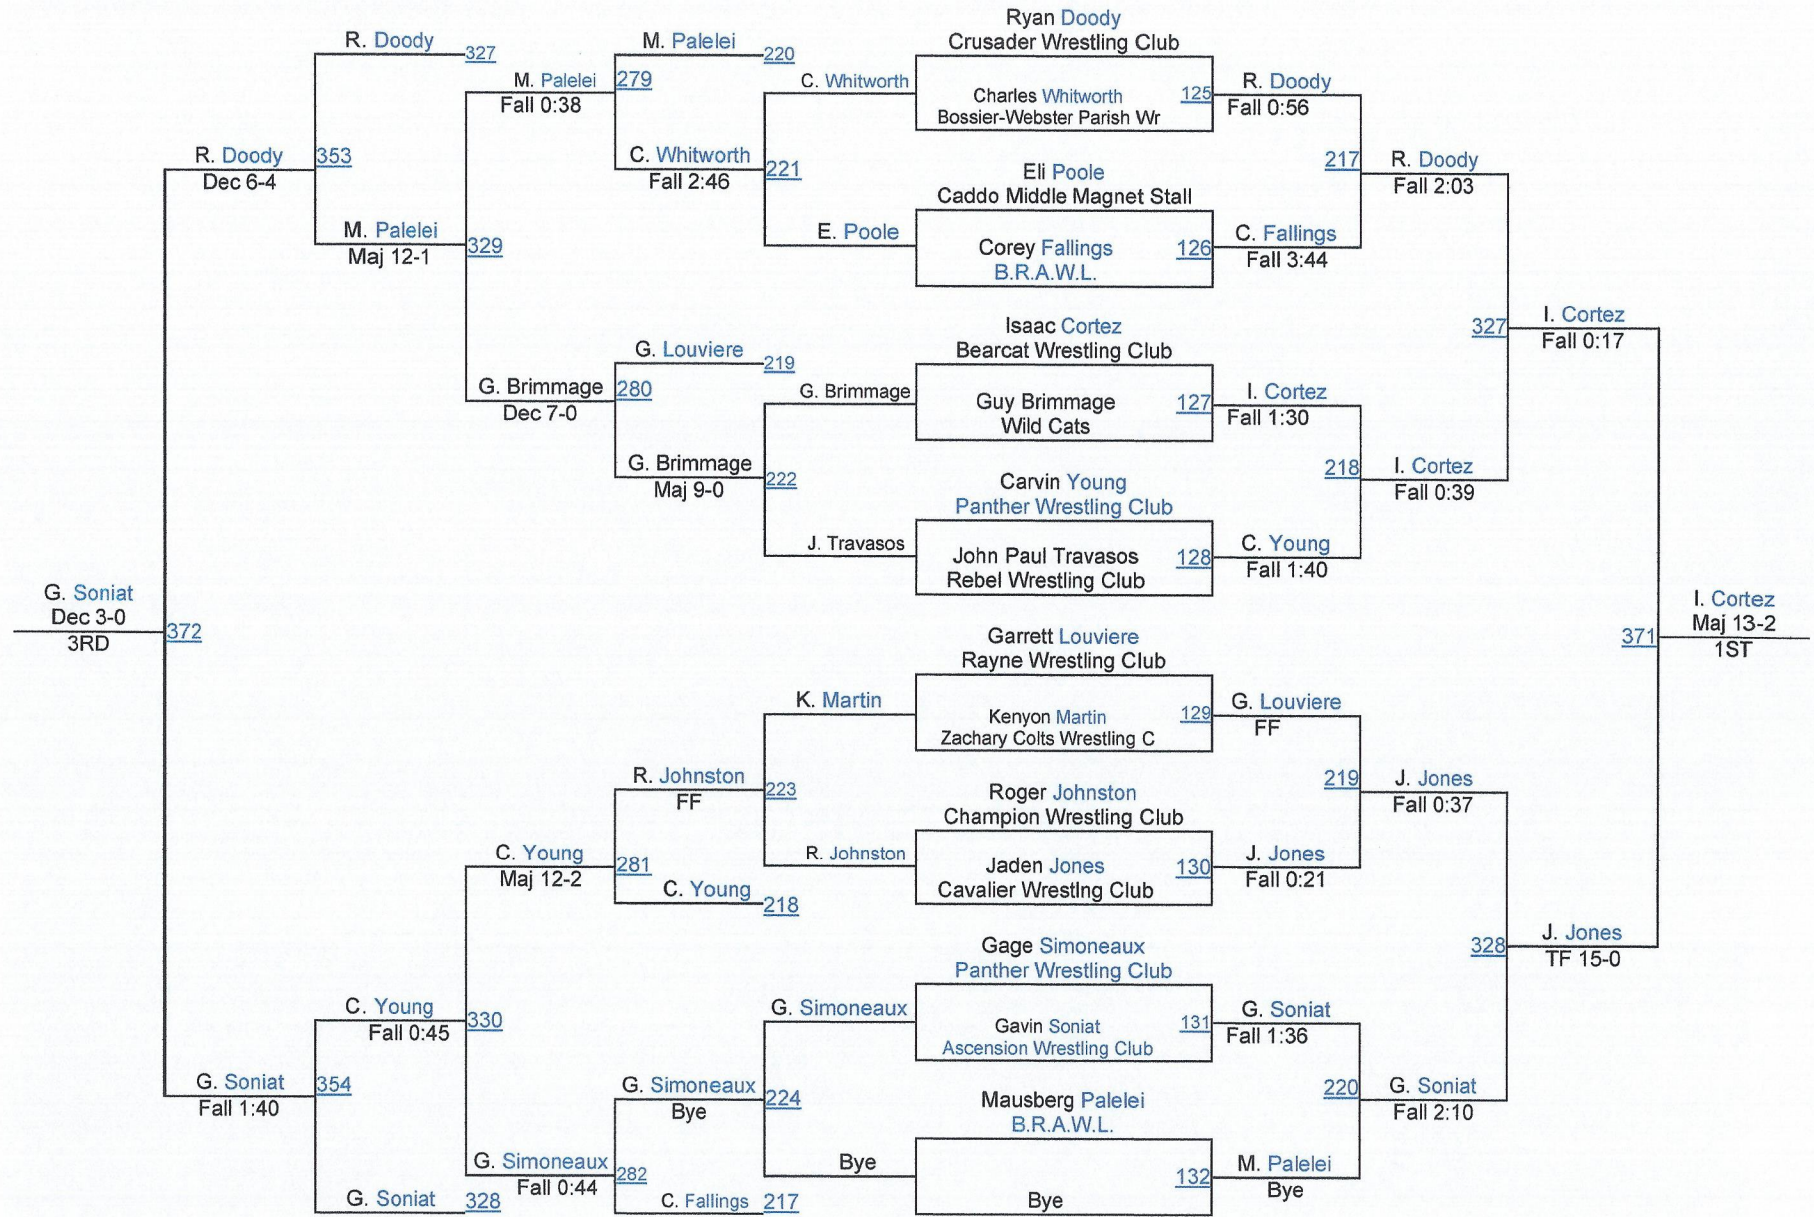 Ryan Doody
R. Doody
M. Palelei
Crusader Wrestling Club
327
220
M. Palelei
279
C. Whitworth
R. Doody
Fall 0:38
Charles Whitworth
125
Fall 0:56
Bossier-Webster Parish Wr
R. Doody
353
C. Whitworth
217
R. Doody
Dec 6-4
Fall 2:46
221
Eli Poole
Fall 2:03
Caddo Middle Magnet Stall
M. Palelei
329
E. Poole
C. Fallings
Maj 12-1
Corey Fallings
126
Fall 3:44
B.R.A.W.L.
Isaac Cortez
327
I. Cortez
G. Louviere
Bearcat Wrestling Club
Fall 0:17
219
G. Brimmage
280
G. Brimmage
I. Cortez
Dec 7-0
Guy Brimmage
127
Fall 1:30
Wild Cats
G. Brimmage
218
I. Cortez
Maj 9-0
222
Carvin Young
Fall 0:39
Panther Wrestling Club
J. Travasos
C. Young
John Paul Travasos
128
Fall 1:40
Rebel Wrestling Club
G. Soniat
I. Cortez
Dec 3-0
Maj 13-2
3RD
372
Garrett Louviere
371
1ST
Rayne Wrestling Club
K. Martin
G. Louviere
Kenyon Martin
129
FF
Zachary Colts Wrestling C
R. Johnston
219
J. Jones
FF
223
Roger Johnston
Fall 0:37
Champion Wrestling Club
C. Young
281
R. Johnston
J. Jones
Maj 12-2
Jaden Jones
130
Fall 0:21
C. Young
Cavalier Wrestlng Club
218
Gage Simoneaux
328
J. Jones
Panther Wrestling Club
TF 15-0
C. Young
330
G. Simoneaux
G. Soniat
Fall 0:45
Gavin Soniat
131
Fall 1:36
Ascension Wrestling Club
G. Soniat
354
G. Simoneaux
220
G. Soniat
Fall 1:40
Bye
224
Mausberg Palelei
Fall 2:10
B.R.A.W.L.
G. Simoneaux
282
Bye
M. Palelei
Fall 0:44
132
Bye
G. Soniat
328
C. Fallings
217
Bye